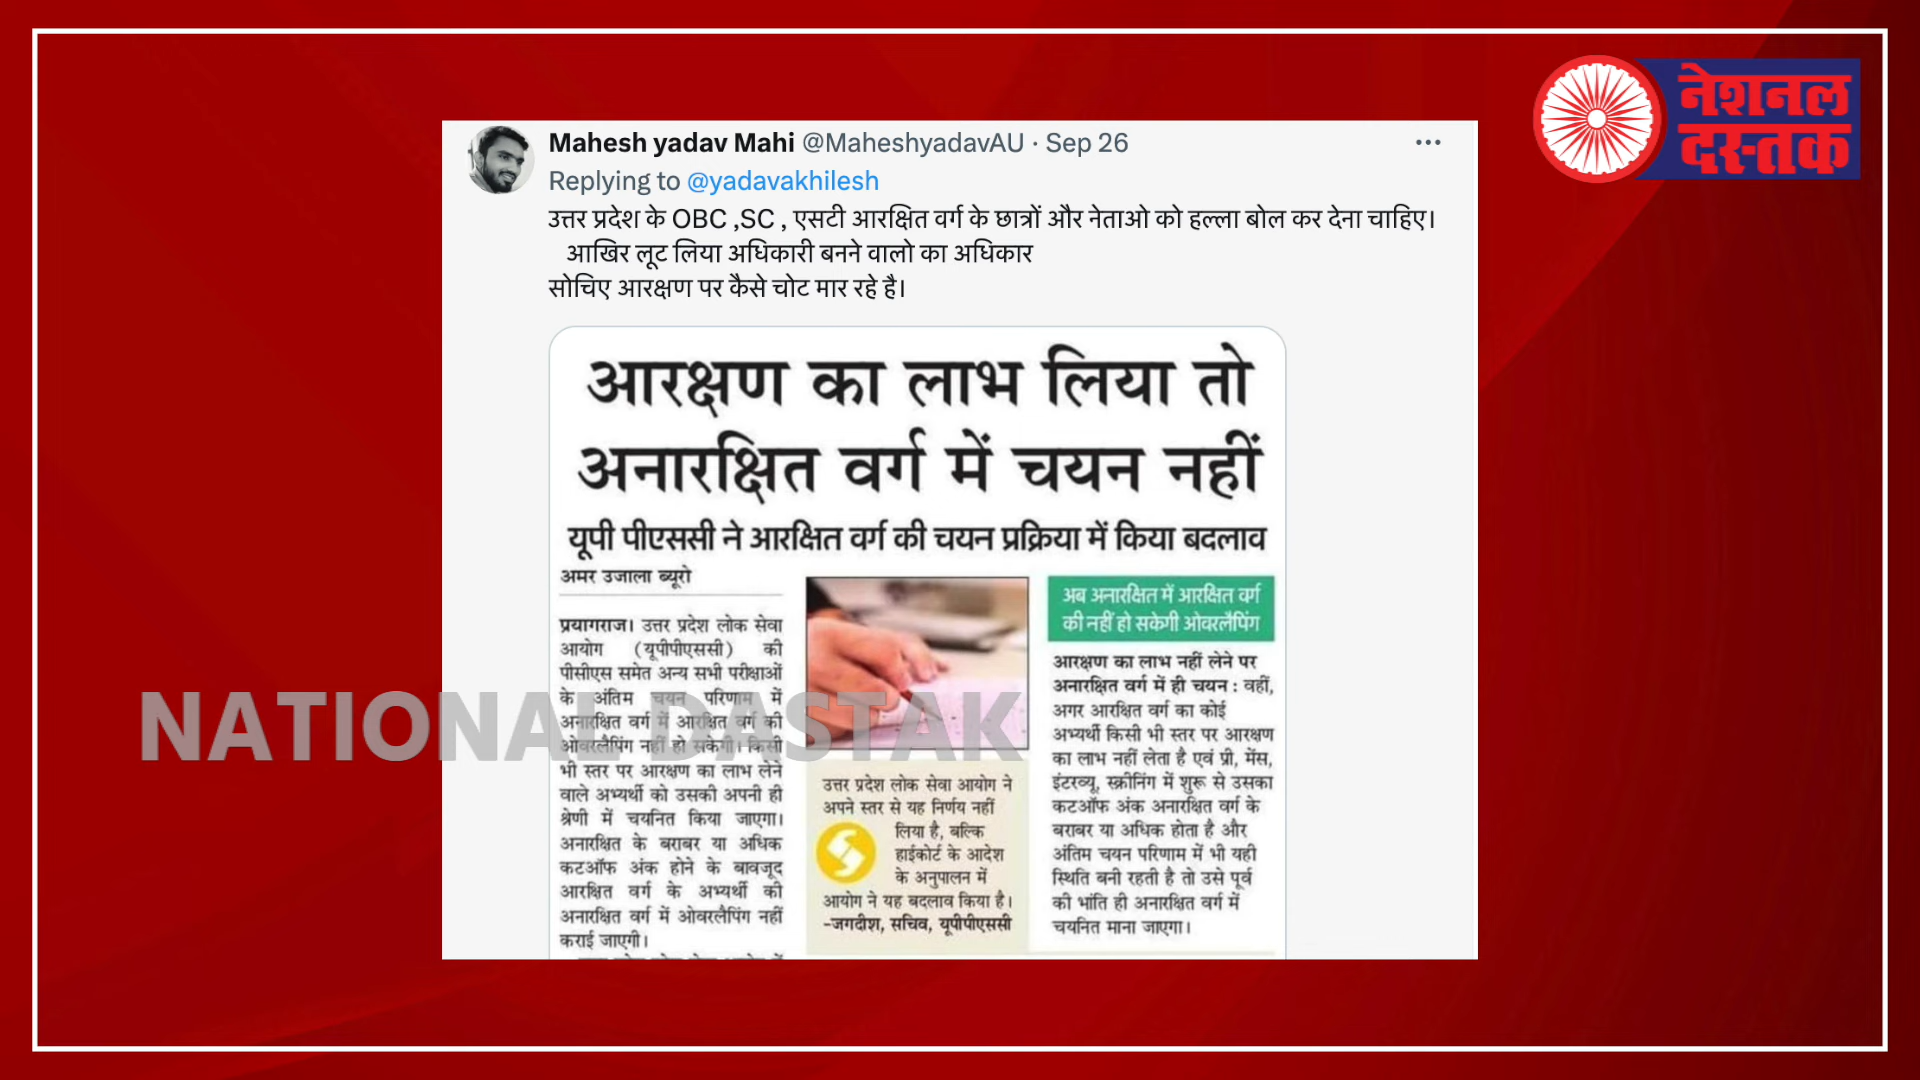 नेशनल
दस्तक
Mahesh yadav Mahi @MaheshyadavAU · Sep 26
Replying to @yadavakhilesh
उत्तर प्रदेश के OBC ,SC , एसटी आरक्षित वर्ग के छात्रों और नेताओ को हल्ला बोल कर देना चाहिए।
आखिर लूट लिया अधिकारी बनने वालो का अधिकार
सोचिए आरक्षण पर कैसे चोट मार रहे है।
आरक्षण का लाभ लिया तो
अनारक्षित वर्ग में चयन नहीं
यूपी पीएससी ने आरक्षित वर्ग की चयन प्रक्रिया में किया बदलाव
अमर उजाला ब्यूरो
प्रयागराज। उत्तर प्रदेश लोक सेवा
आयोग (यूपीपीएससी) की
पीसीएस समेत अन्य सभी परीक्षाओं
के अंतिम चयन परिणाम में
अनारक्षित वर्ग में आरक्षित वर्ग की
ओवरलैपिंग नहीं हो सकेगी। किसी
भी स्तर पर आरक्षण का लाभ लेने
वाले अभ्यर्थी को उसकी अपनी ही
श्रेणी में चयनित किया जाएगा।
अनारक्षित के बराबर या अधिक
कटऑफ अंक होने के बावजूद
आरक्षित वर्ग के अभ्यर्थी की
अनारक्षित वर्ग में ओवरलैपिंग नहीं
कराई जाएगी।
उत्तर प्रदेश लोक सेवा आयोग ने
अपने स्तर से यह निर्णय नहीं
लिया है, बल्कि
हाईकोर्ट के आदेश
के अनुपालन में
आयोग ने यह बदलाव किया है।
-जगदीश, सचिव, यूपीपीएससी
अब अनारक्षित में आरक्षित वर्ग
की नहीं हो सकेगी ओवरलैपिंग
आरक्षण का लाभ नहीं लेने पर
अनारक्षित वर्ग में ही चयन : वहीं,
अगर आरक्षित वर्ग का कोई
अभ्यर्थी किसी भी स्तर पर आरक्षण
का लाभ नहीं लेता है एवं प्री, मेंस,
इंटरव्यू, स्क्रीनिंग में शुरू से उसका
कटऑफ अंक अनारक्षित वर्ग के
बराबर या अधिक होता है और
अंतिम चयन परिणाम में भी यही
स्थिति बनी रहती है तो उसे पूर्व
की भांति ही अनारक्षित वर्ग में
चयनित माना जाएगा।
NATIONAL DASTAK